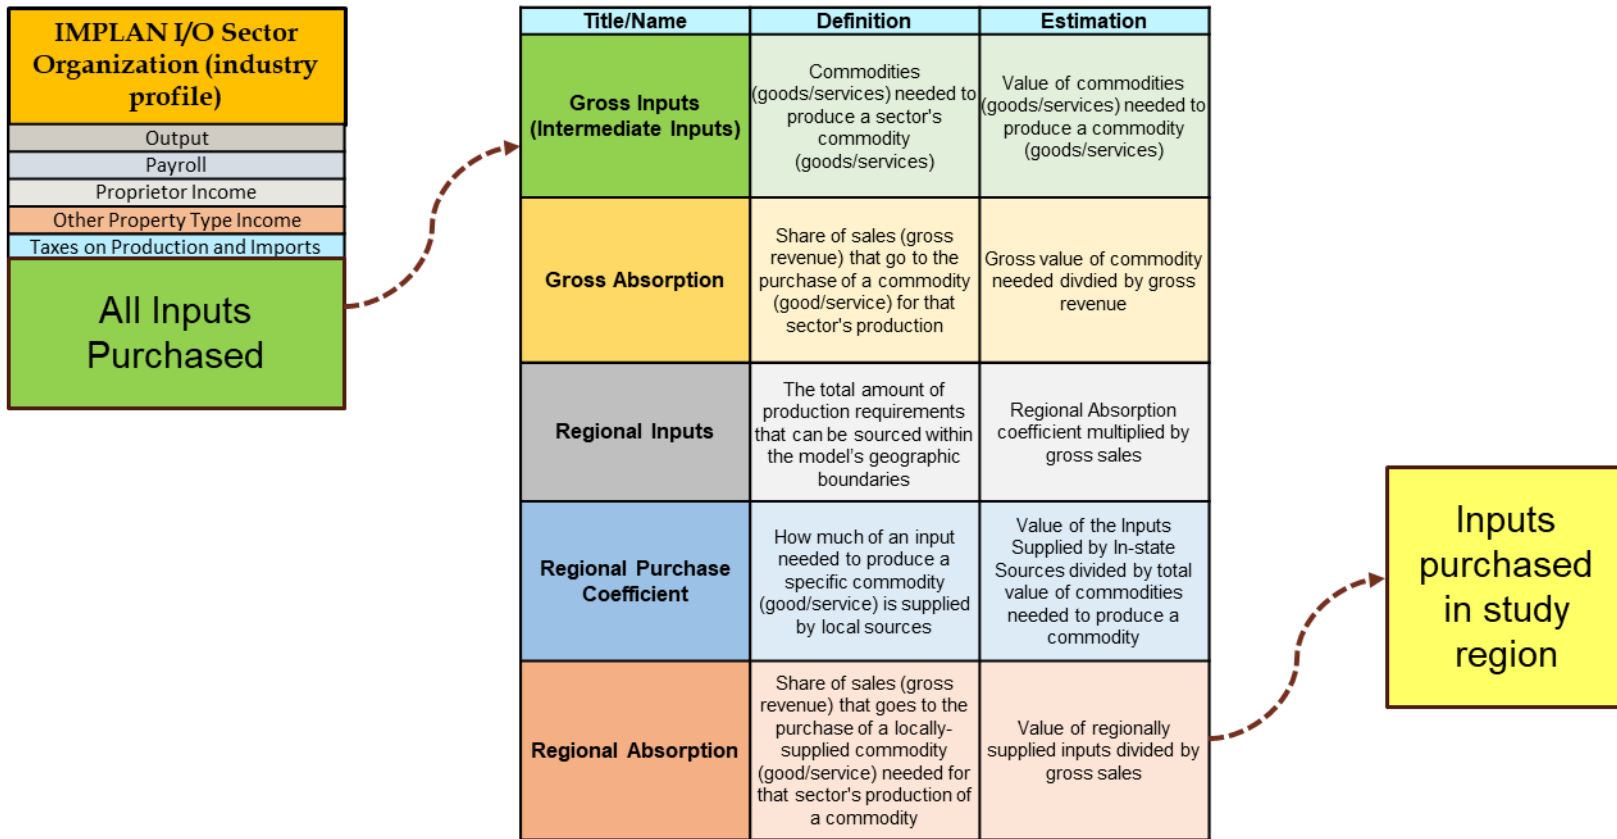 IMPLAN I/O Sector
Organization (industry
profile)
Output
Payroll
Proprietor Income
Other Property Type Income
Taxes on Production and Imports
All Inputs
Purchased
Title/Name
Definition
Estimation
Gross Inputs
(Intermediate Inputs)
Commodities
(goods/services) needed to
produce a sector's
commodity
(goods/services)
Value of commodities
(goods/services) needed to
produce a commodity
(goods/services)
Gross Absorption
Share of sales (gross
revenue) that go to the
purchase of a commodity
(good/service) for that
sector's production
Gross value of commodity
needed divdied by gross
revenue
Regional Inputs
The total amount of
production requirements
that can be sourced within
the model’s geographic
boundaries
Regional Absorption
coefficient multiplied by
gross sales
Regional Purchase
Coefficient
How much of an input
needed to produce a
specific commodity
(good/service) is supplied
by local sources
Value of the Inputs
Supplied by In-state
Sources divided by total
value of commodities
needed to produce a
commodity
Regional Absorption
Share of sales (gross
revenue) that goes to the
purchase of a locally-
supplied commodity
(good/service) needed for
that sector's production of
a commodity
Value of regionally
supplied inputs divided by
gross sales
Inputs
purchased
in study
region